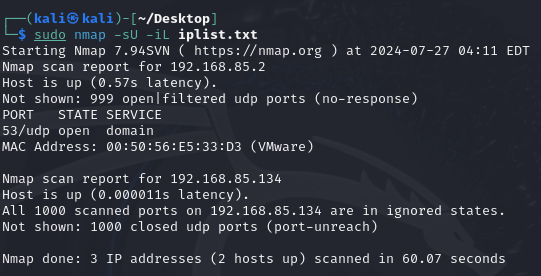 ┌──(kali㉿kali)-[~/Desktop]
└─$ sudo nmap -sU -iL iplist.txt
Starting Nmap 7.94SVN ( https://nmap.org ) at 2024-07-27 04:11 EDT
Nmap scan report for 192.168.85.2
Host is up (0.57s latency).
Not shown: 999 open|filtered udp ports (no-response)
PORT   STATE SERVICE
53/udp open  domain
MAC Address: 00:50:56:E5:33:D3 (VMware)

Nmap scan report for 192.168.85.134
Host is up (0.000011s latency).
All 1000 scanned ports on 192.168.85.134 are in ignored states.
Not shown: 1000 closed udp ports (port-unreach)

Nmap done: 3 IP addresses (2 hosts up) scanned in 60.07 seconds